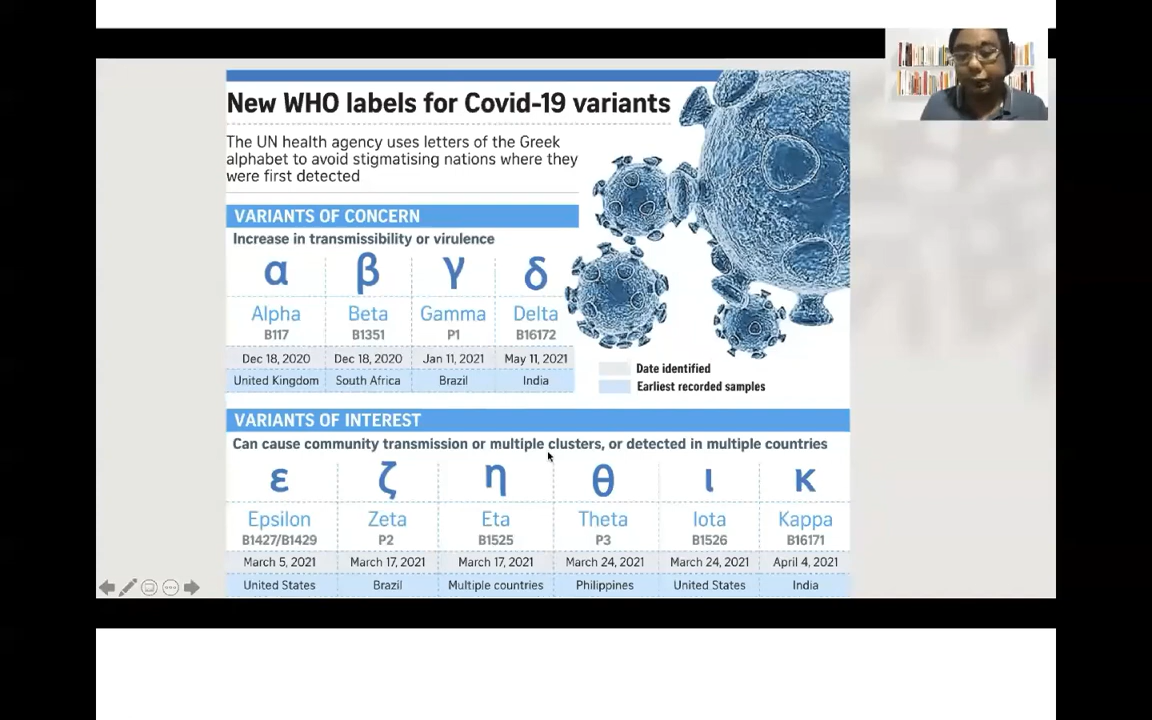 New WHO labels for Covid-19 variants
The UN health agency uses letters of the Greek
alphabet to avoid stigmatising nations where they
were first detected
VARIANTS OF CONCERN
Increase in transmissibility or virulence
α β γ δ
Alpha Beta Gamma Delta
B117 B1351 P1 B16172
Dec 18, 2020 Dec 18, 2020 Jan 11, 2021 May 11, 2021
United Kingdom South Africa Brazil India
Date identified
Earliest recorded samples
VARIANTS OF INTEREST
Can cause community transmission or multiple clusters, or detected in multiple countries
ε ζ η θ ι κ
Epsilon Zeta Eta Theta Iota Kappa
B1427/B1429 P2 B1525 P3 B1526 B16171
March 5, 2021 March 17, 2021 March 17, 2021 March 24, 2021 March 24, 2021 April 4, 2021
United States Brazil Multiple countries Philippines United States India